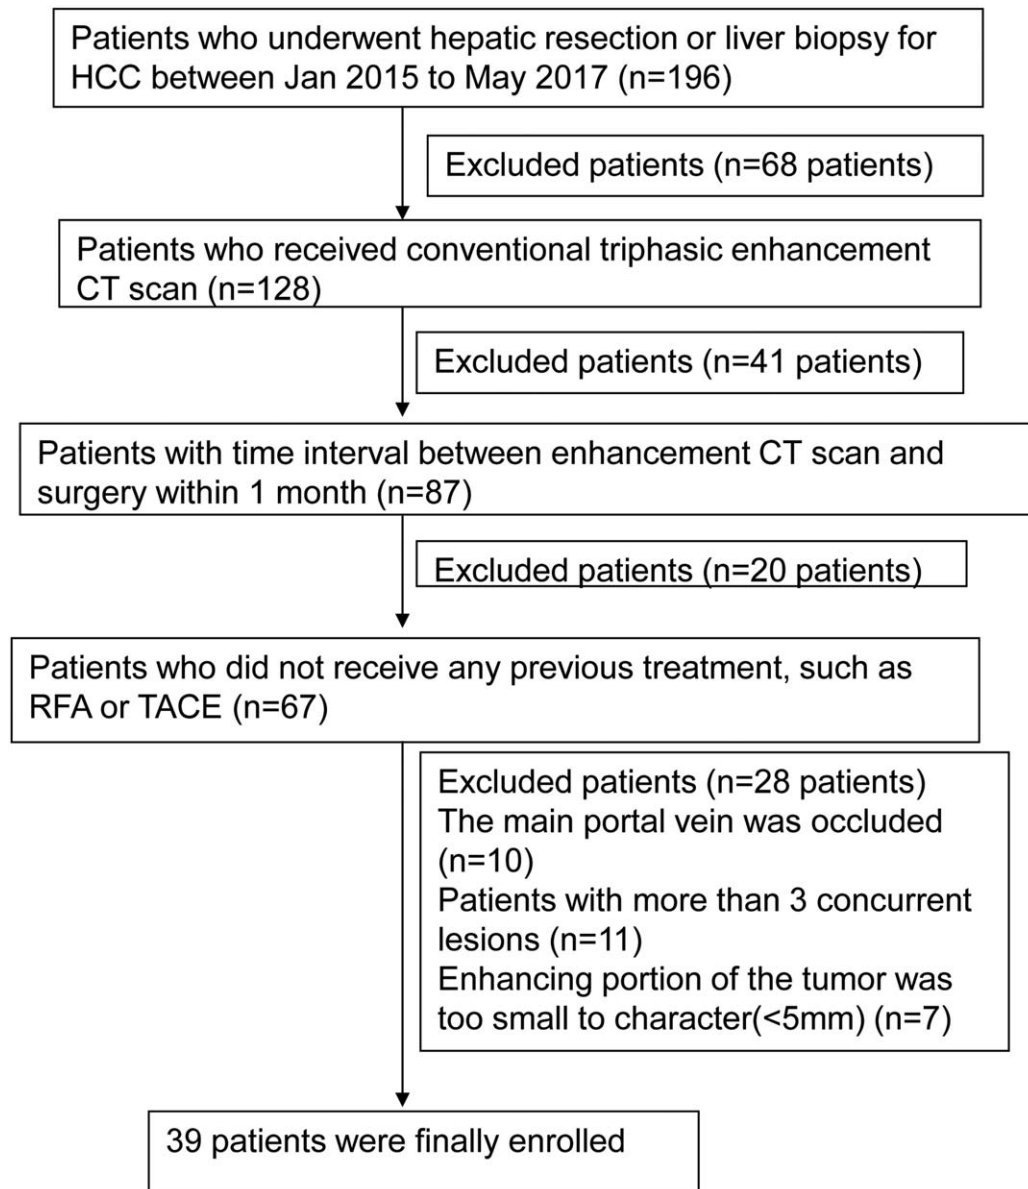 Patients who underwent hepatic resection or liver biopsy for
HCC between Jan 2015 to May 2017 (n=196)
Excluded patients (n=68 patients)
Patients who received conventional triphasic enhancement
CT scan (n=128)
Excluded patients (n=41 patients)
Patients with time interval between enhancement CT scan and
surgery within 1 month (n=87)
Excluded patients (n=20 patients)
Patients who did not receive any previous treatment, such as
RFA or TACE (n=67)
Excluded patients (n=28 patients)
The main portal vein was occluded
(n=10)
Patients with more than 3 concurrent
lesions (n=11)
Enhancing portion of the tumor was
too small to character(<5mm) (n=7)
39 patients were finally enrolled